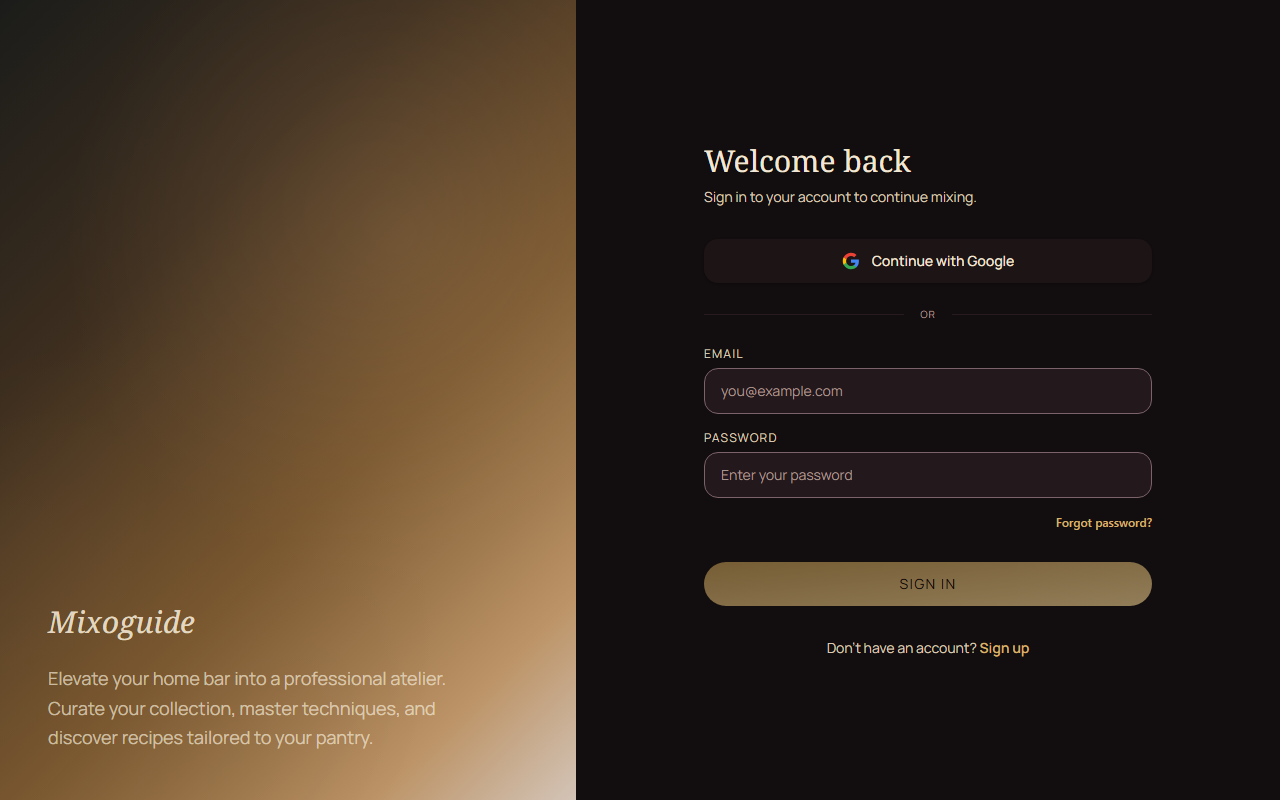 Welcome back
Sign in to your account to continue mixing.
Continue with Google
OR
EMAIL
you@example.com
PASSWORD
Enter your password
Forgot password?
SIGN IN
Don't have an account? Sign up
Mixoguide
Elevate your home bar into a professional atelier.
Curate your collection, master techniques, and
discover recipes tailored to your pantry.